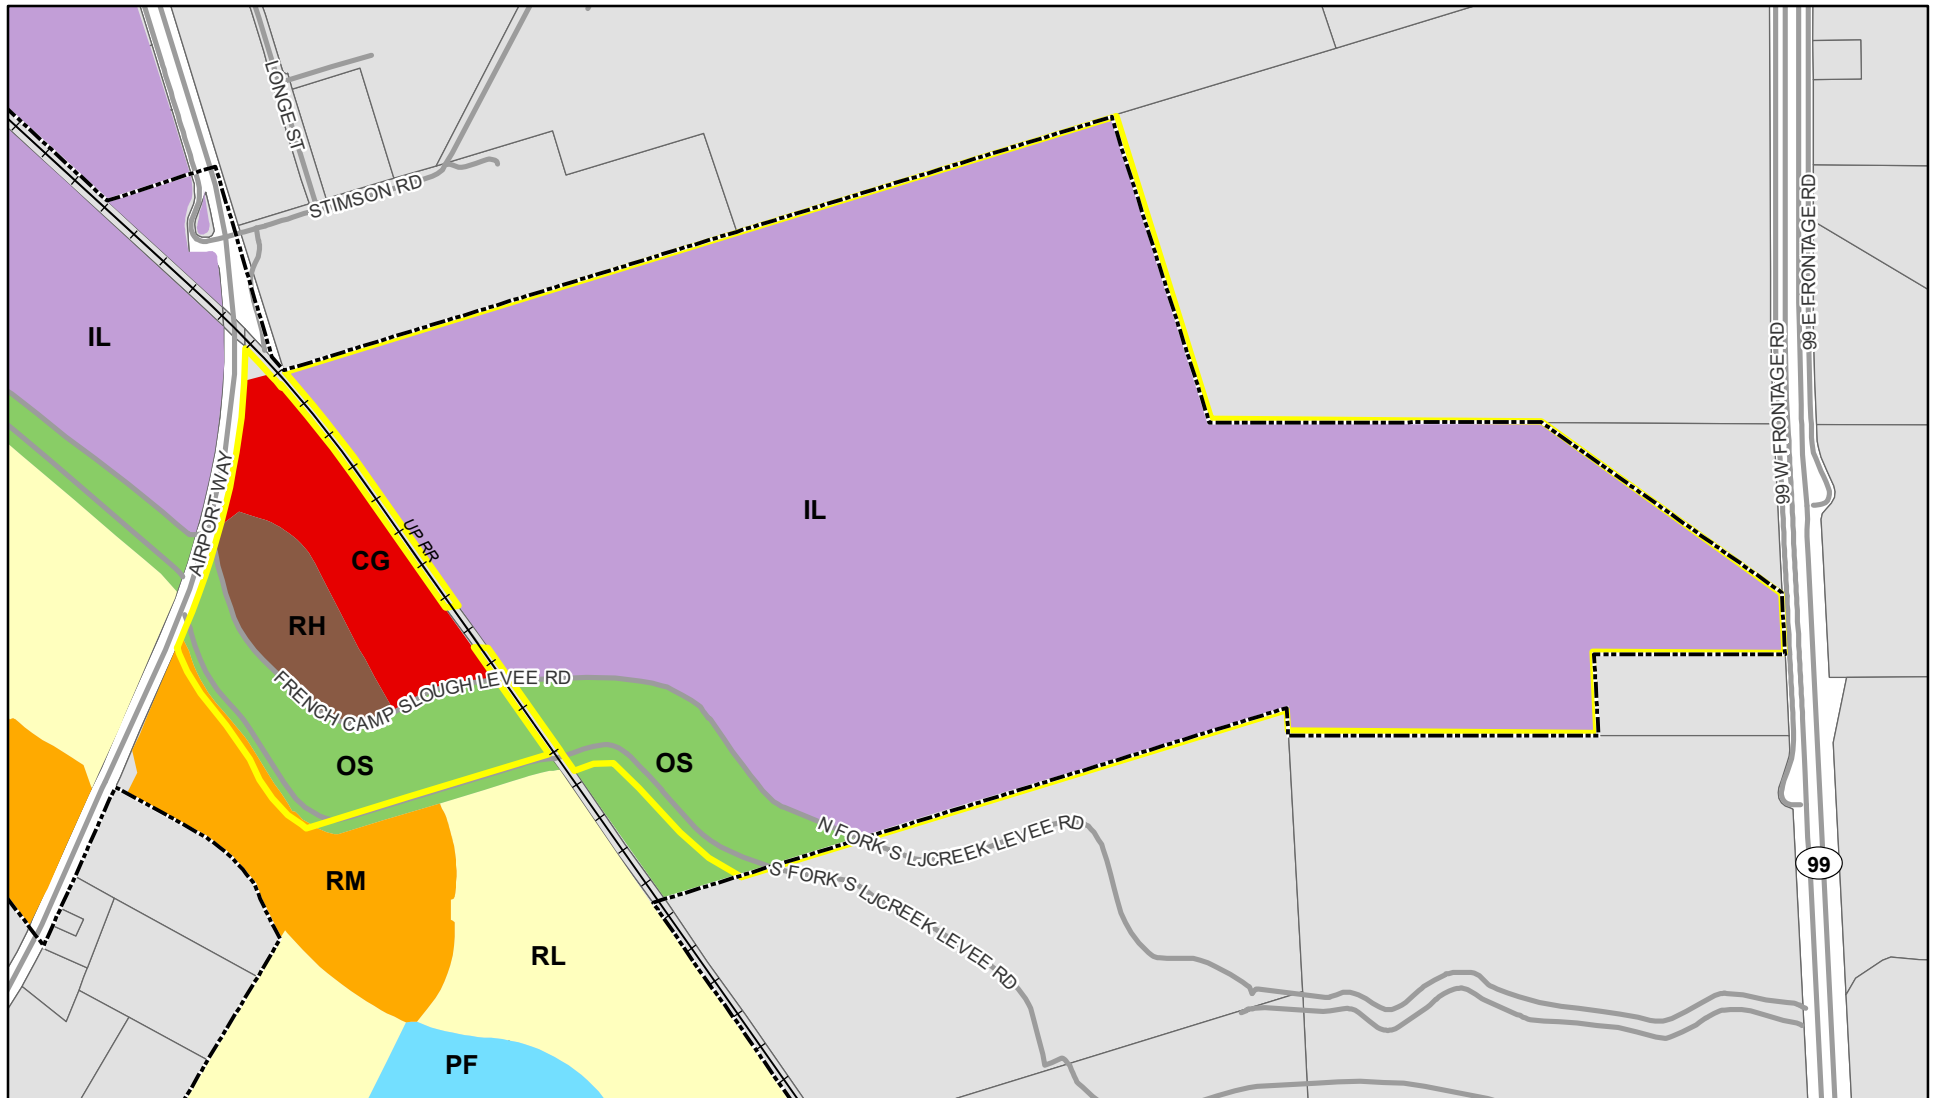 LONGE ST
STIMSON RD
99 E FRONTAGE RD
99 W FRONTAGE RD
IL
IL
AIRPORT WAY
UP RR
CG
RH
FRENCH CAMP SLOUGH LEVEE RD
OS
OS
N FORK S LJCREEK LEVEE RD
S FORK S LJCREEK LEVEE RD
99
RM
RL
PF